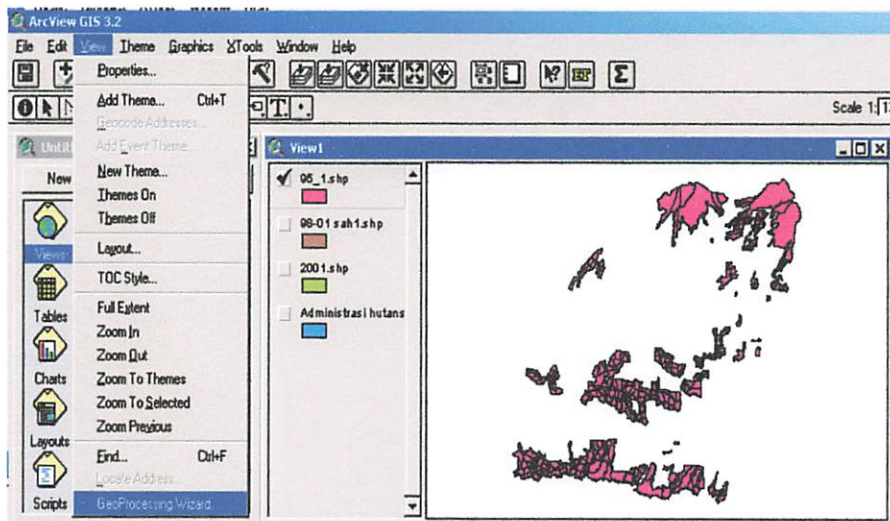 ArcView GIS 3.2
File Edit View Theme Graphics XTools Window Help
Properties...
Add Theme... Ctrl+T
Geocode Addresses...
Add Event Theme...
New Theme...
Themes On
Themes Off
Layout...
TOC Style...
Full Extent
Zoom In
Zoom Out
Zoom To Themes
Zoom To Selected
Zoom Previous
Find... Ctrl+F
Locate Address...
GeoProcessing Wizard
Scale 1:
New
Views
Tables
Charts
Layouts
Scripts
View1
95_1.shp
98-01 sah1.shp
2001.shp
Administrasi hutans